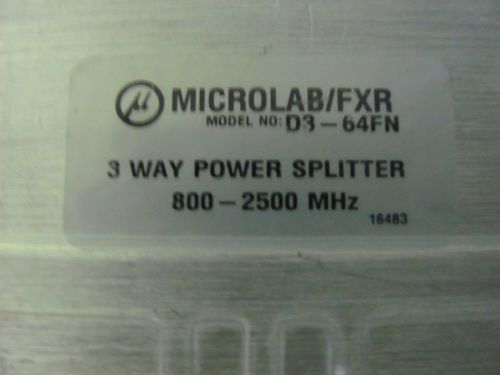 µ MICROLAB/FXR
MODEL NO: D3-64FN
3 WAY POWER SPLITTER
800-2500 MHz
16483